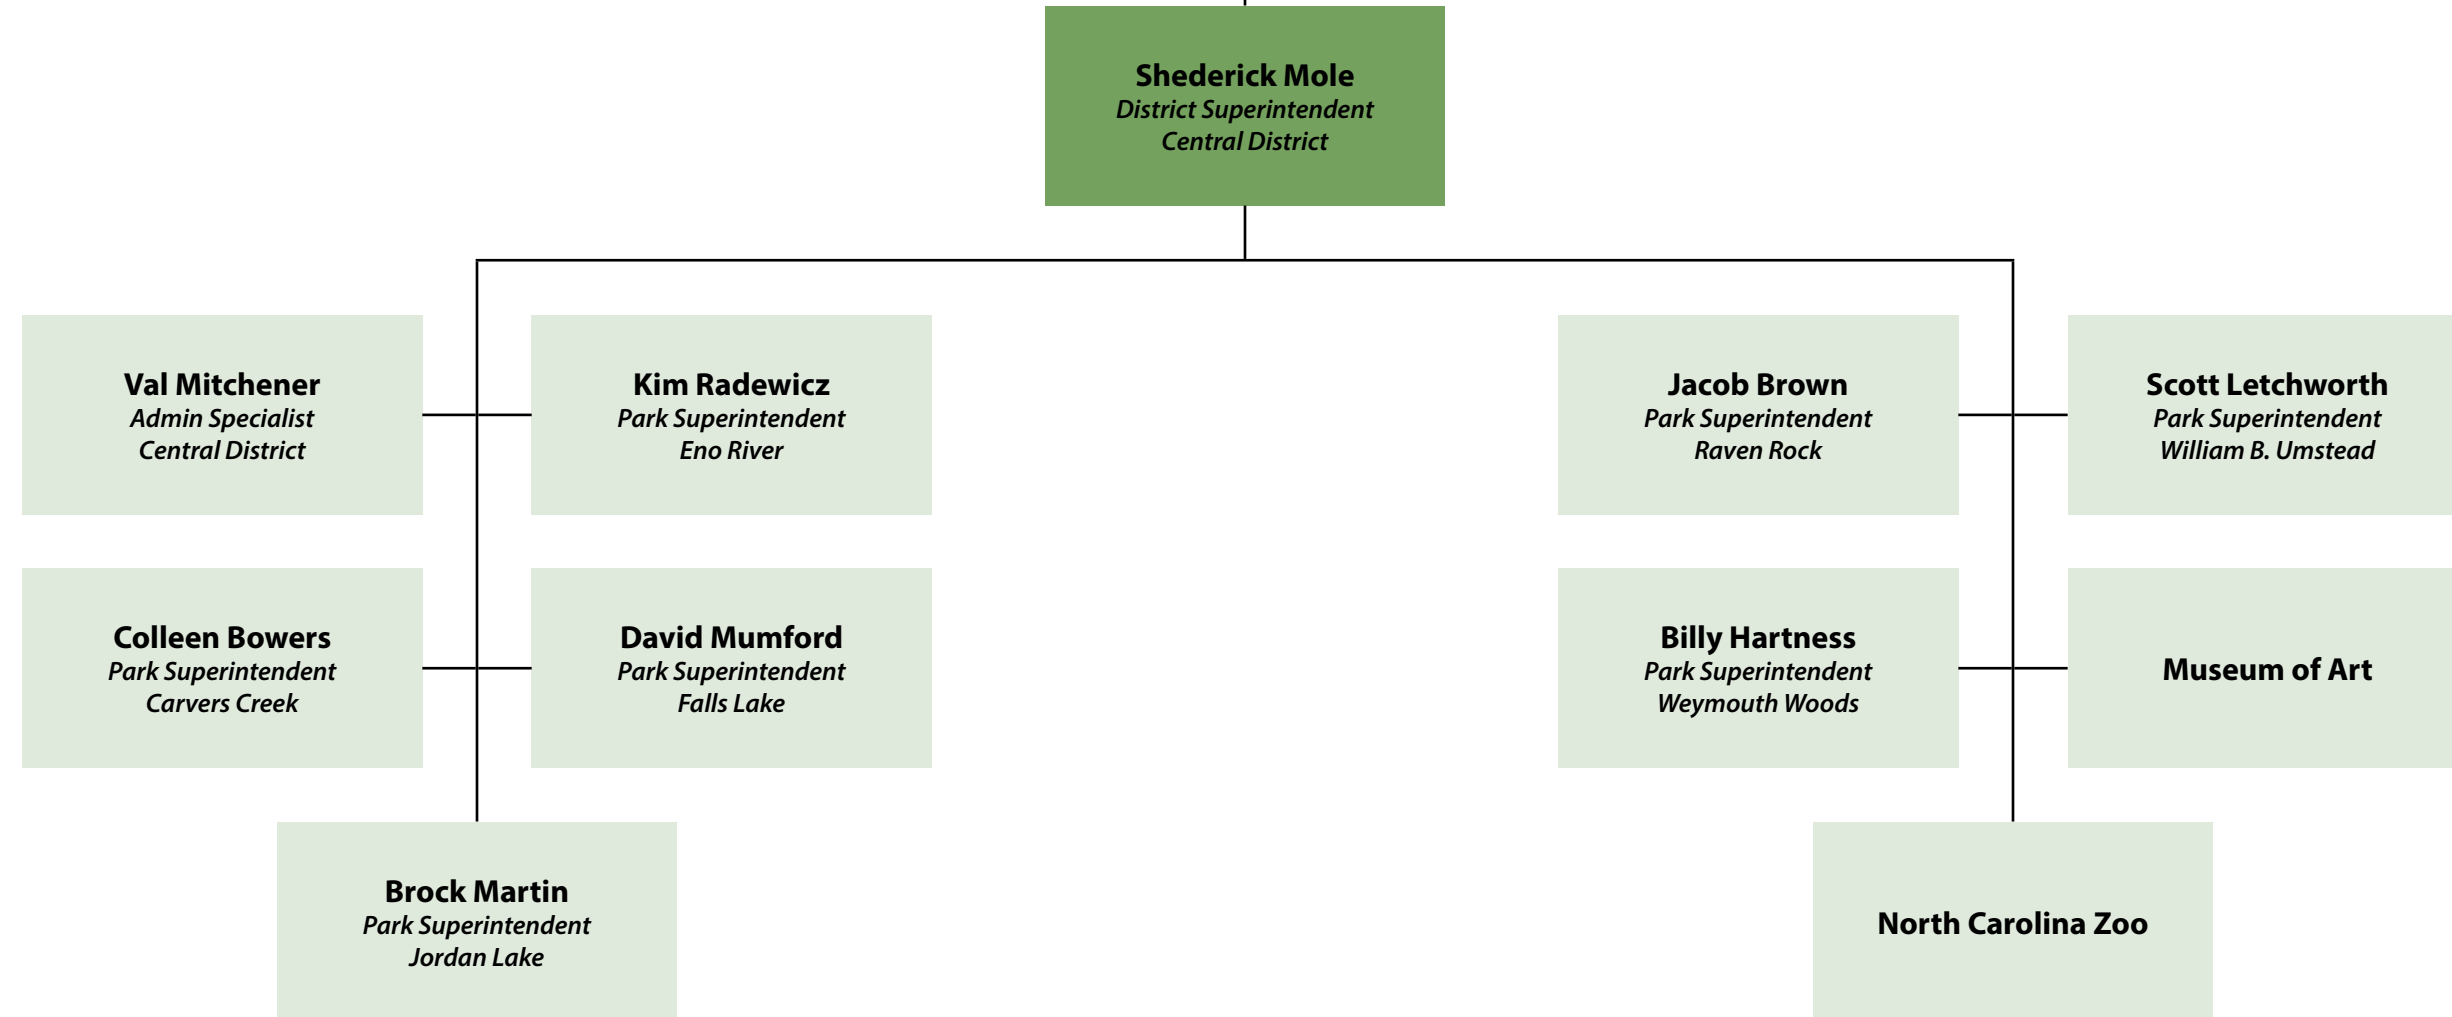 Shederick Mole
District Superintendent
Central District
Val Mitchener
Admin Specialist
Central District
Kim Radewicz
Park Superintendent
Eno River
Jacob Brown
Park Superintendent
Raven Rock
Scott Letchworth
Park Superintendent
William B. Umstead
Colleen Bowers
Park Superintendent
Carvers Creek
David Mumford
Park Superintendent
Falls Lake
Billy Hartness
Park Superintendent
Weymouth Woods
Museum of Art
Brock Martin
Park Superintendent
Jordan Lake
North Carolina Zoo